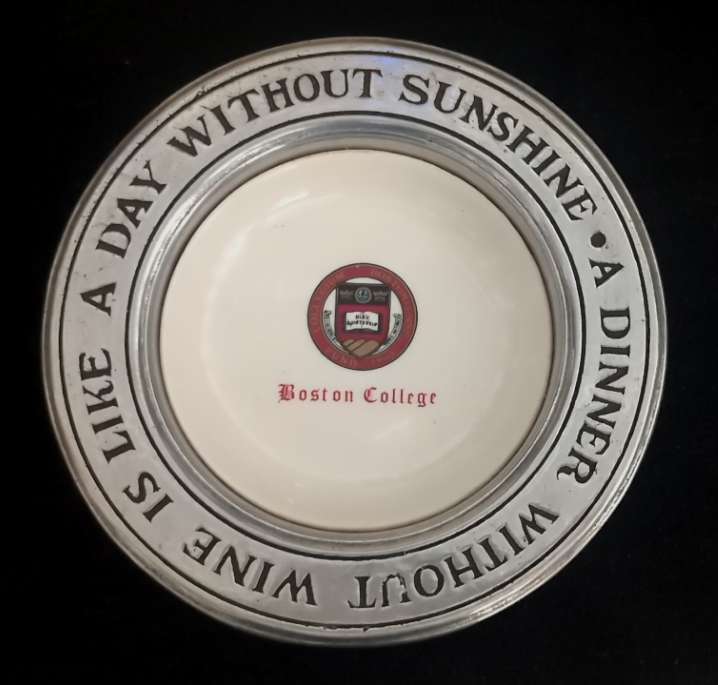 A DINNER WITHOUT WINE IS LIKE A DAY WITHOUT SUNSHINE •
Boston College